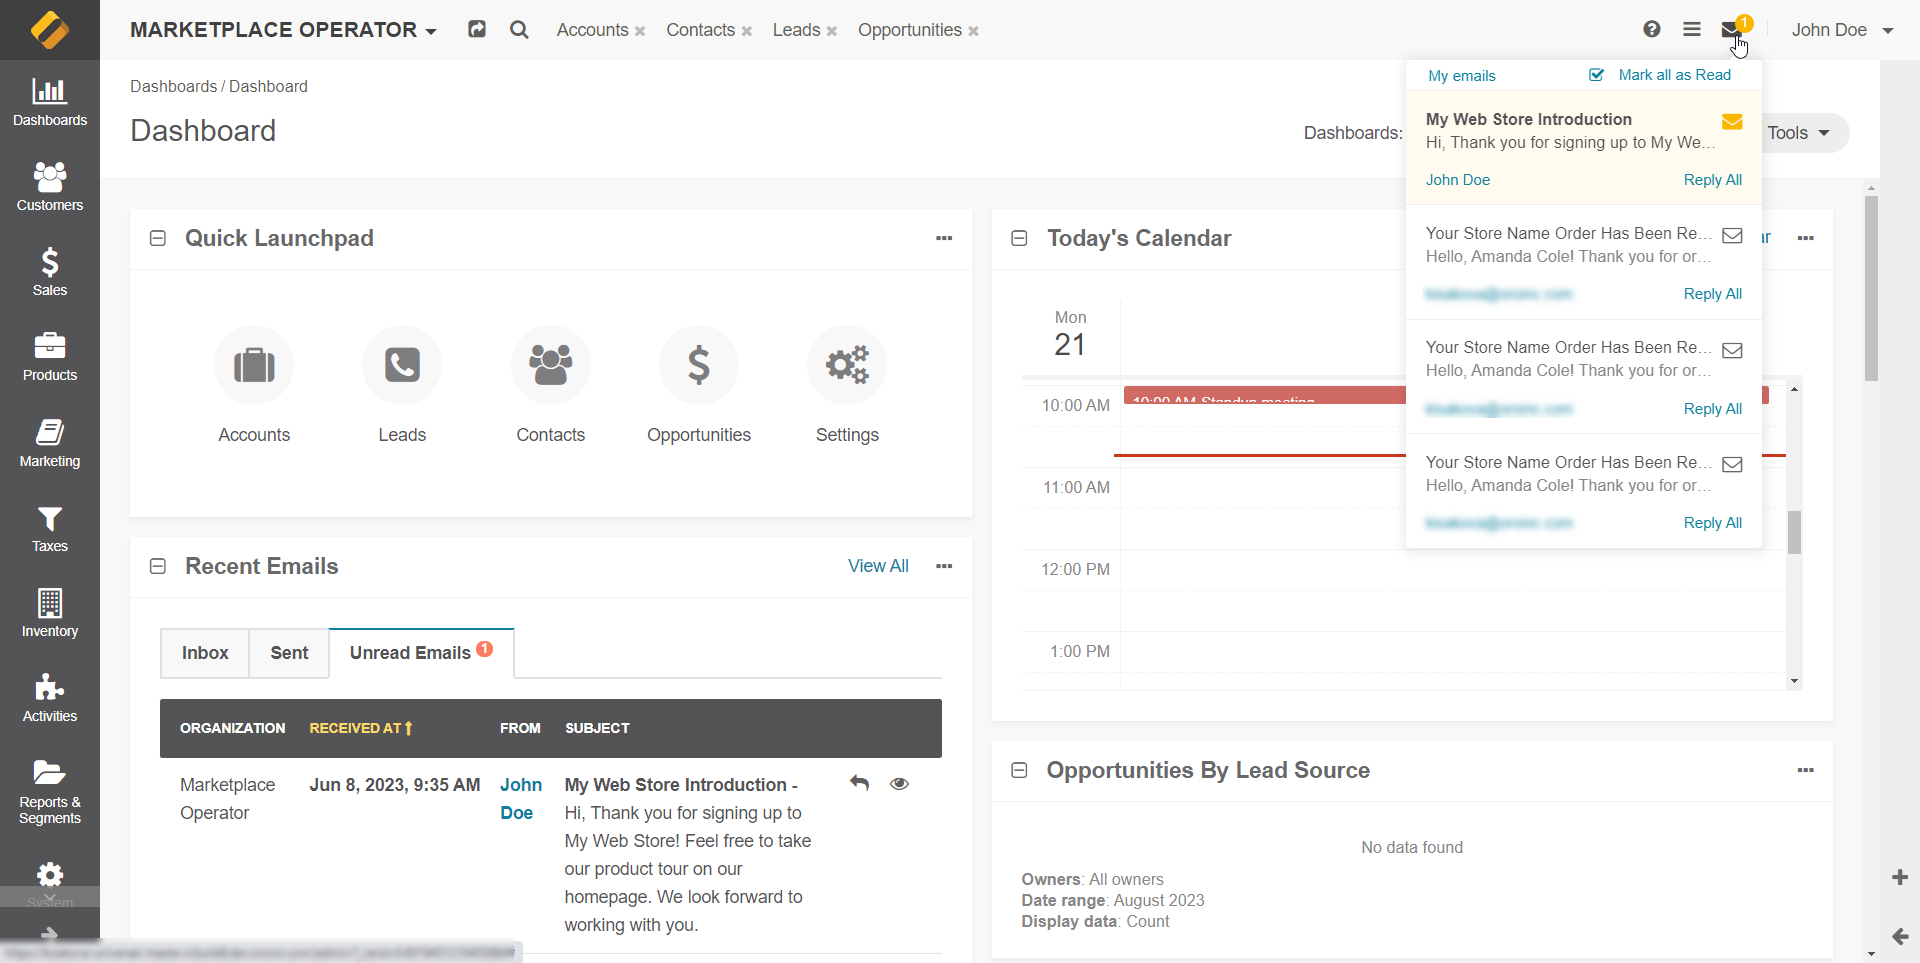 MARKETPLACE OPERATOR
Accounts
Contacts
Leads
Opportunities
1
John Doe
Dashboards
Customers
Sales
Products
Marketing
Taxes
Inventory
Activities
Reports &
Segments
System
Dashboards / Dashboard
Dashboard
Dashboards:
Tools
My emails
Mark all as Read
My Web Store Introduction
Hi, Thank you for signing up to My We...
John Doe
Reply All
Your Store Name Order Has Been Re...
Hello, Amanda Cole! Thank you for or...
Reply All
Your Store Name Order Has Been Re...
Hello, Amanda Cole! Thank you for or...
Reply All
Your Store Name Order Has Been Re...
Hello, Amanda Cole! Thank you for or...
Reply All
Quick Launchpad
Accounts
Leads
Contacts
Opportunities
Settings
Recent Emails
View All
Inbox
Sent
Unread Emails 1
ORGANIZATION
RECEIVED AT
FROM
SUBJECT
Marketplace
Operator
Jun 8, 2023, 9:35 AM
John
Doe
My Web Store Introduction -
Hi, Thank you for signing up to
My Web Store! Feel free to take
our product tour on our
homepage. We look forward to
working with you.
Today's Calendar
Mon
21
10:00 AM
10:00 AM Standup meeting
11:00 AM
12:00 PM
1:00 PM
Opportunities By Lead Source
No data found
Owners: All owners
Date range: August 2023
Display data: Count